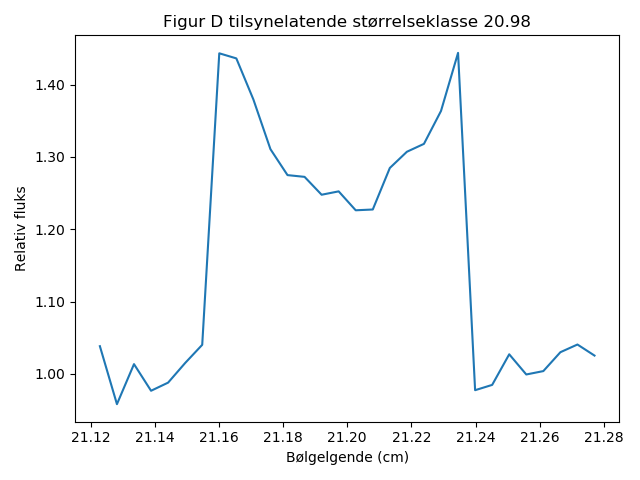 Figur D tilsynelatende størrelseklasse 20.98
1.40
1.30
1.20
1.10
1.00
Relativ fluks
21.12 21.14 21.16 21.18 21.20 21.22 21.24 21.26 21.28
Bølgelgende (cm)